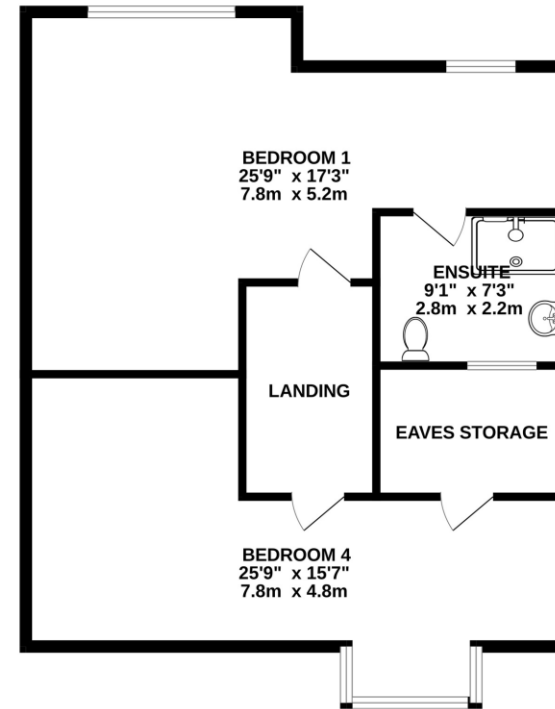 BEDROOM 1
25'9" x 17'3"
7.8m x 5.2m
ENSUITE
9'1" x 7'3"
2.8m x 2.2m
LANDING
EAVES STORAGE
BEDROOM 4
25'9" x 15'7"
7.8m x 4.8m